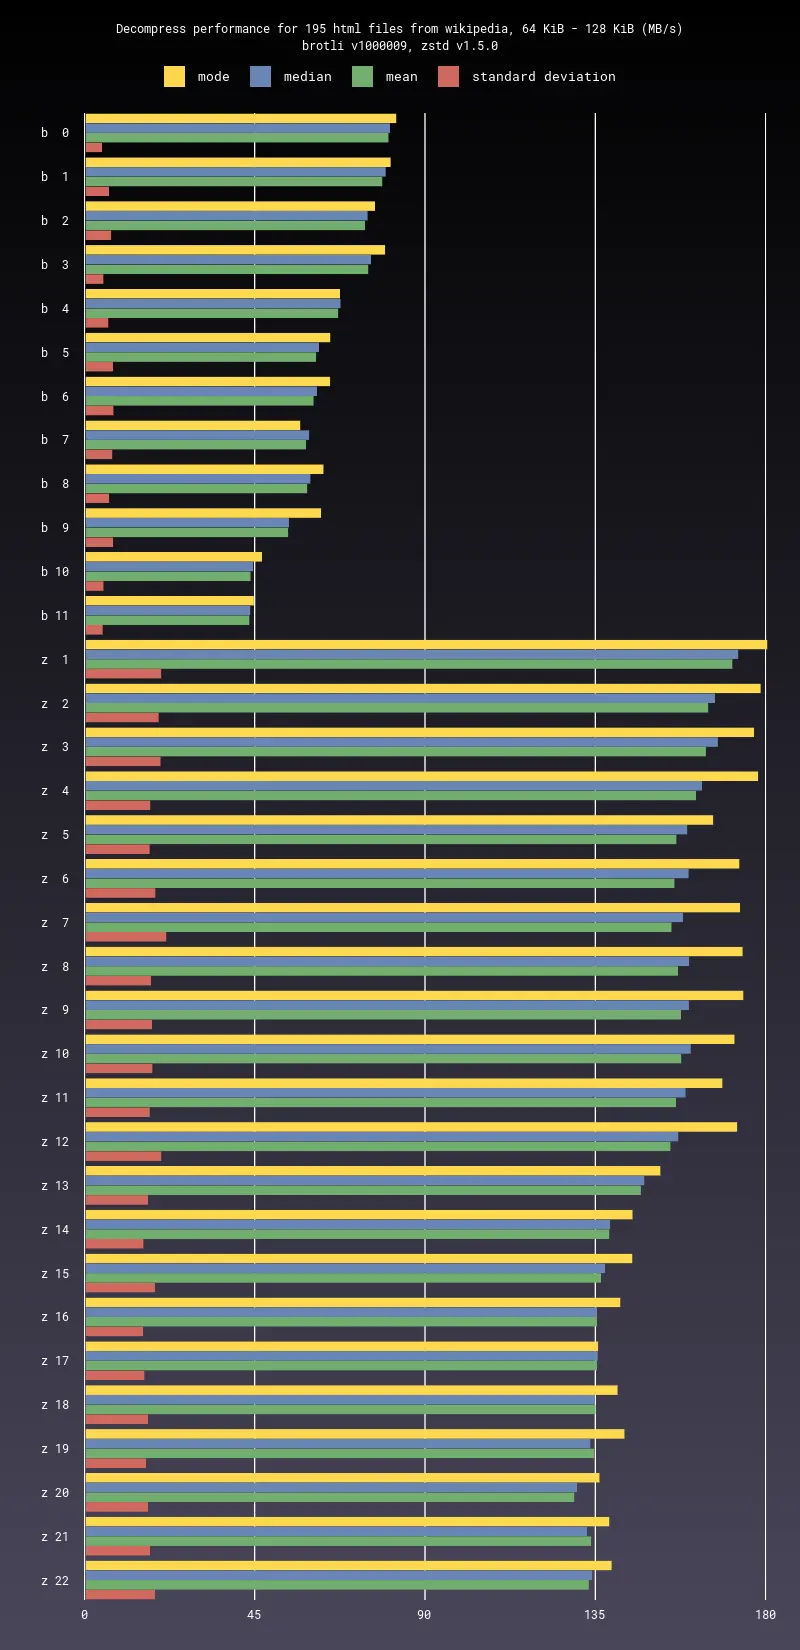 Decompress performance for 195 html files from wikipedia, 64 KiB - 128 KiB (MB/s)
brotli v1000009, zstd v1.5.0
mode median mean standard deviation
b 0
b 1
b 2
b 3
b 4
b 5
b 6
b 7
b 8
b 9
b 10
b 11
z 1
z 2
z 3
z 4
z 5
z 6
z 7
z 8
z 9
z 10
z 11
z 12
z 13
z 14
z 15
z 16
z 17
z 18
z 19
z 20
z 21
z 22
0 45 90 135 180